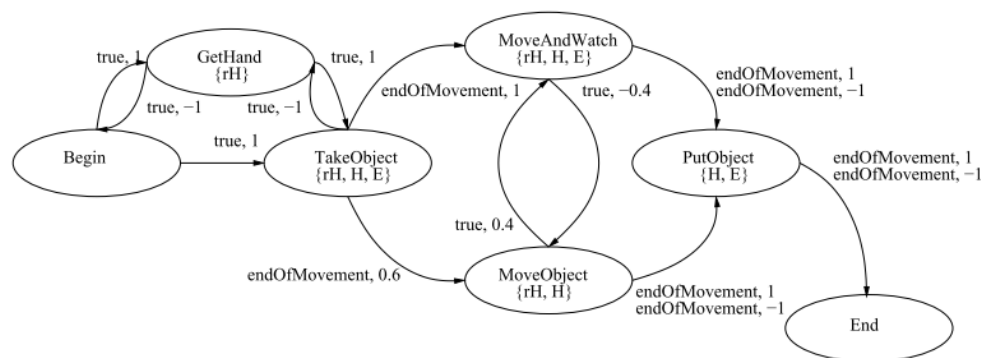 MoveAndWatch
{rH, H, E}
GetHand
{rH}
true, 1
true, 1
true, −1
true, −1
endOfMovement, 1
true, −0.4
endOfMovement, 1
endOfMovement, −1
true, 1
Begin
TakeObject
{rH, H, E}
PutObject
{H, E}
endOfMovement, 1
endOfMovement, −1
true, 0.4
endOfMovement, 0.6
MoveObject
{rH, H}
endOfMovement, 1
endOfMovement, −1
End